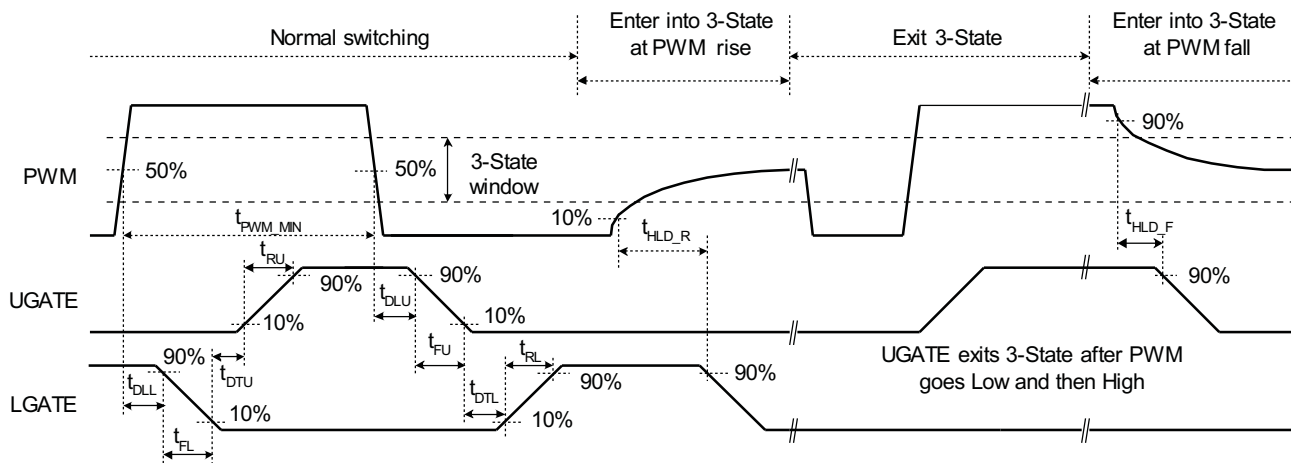 Normal switching
Enter into 3-State
at PWM rise
Exit 3-State
Enter into 3-State
at PWM fall
PWM
50%
50%
3-State
window
10%
90%
tPWM_MIN
tHLD_R
tHLD_F
UGATE
tRU
90%
10%
tDLU
90%
10%
tFU
90%
LGATE
90%
tDTU
tDLL
10%
tFL
tRL
90%
tDTL
10%
90%
UGATE exits 3-State after PWM
goes Low and then High